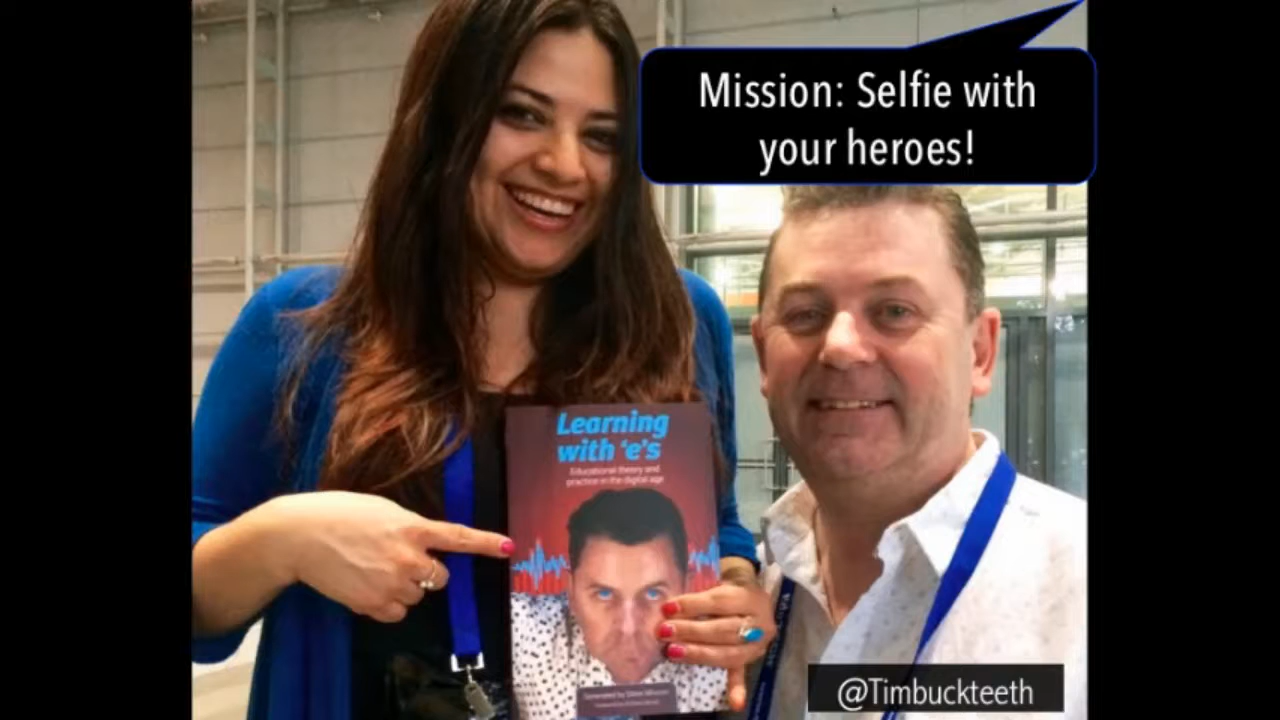 Mission: Selfie with
your heroes!
Learning
with 'e's
Educational theory and
practice in the digital age
@Timbuckteeth